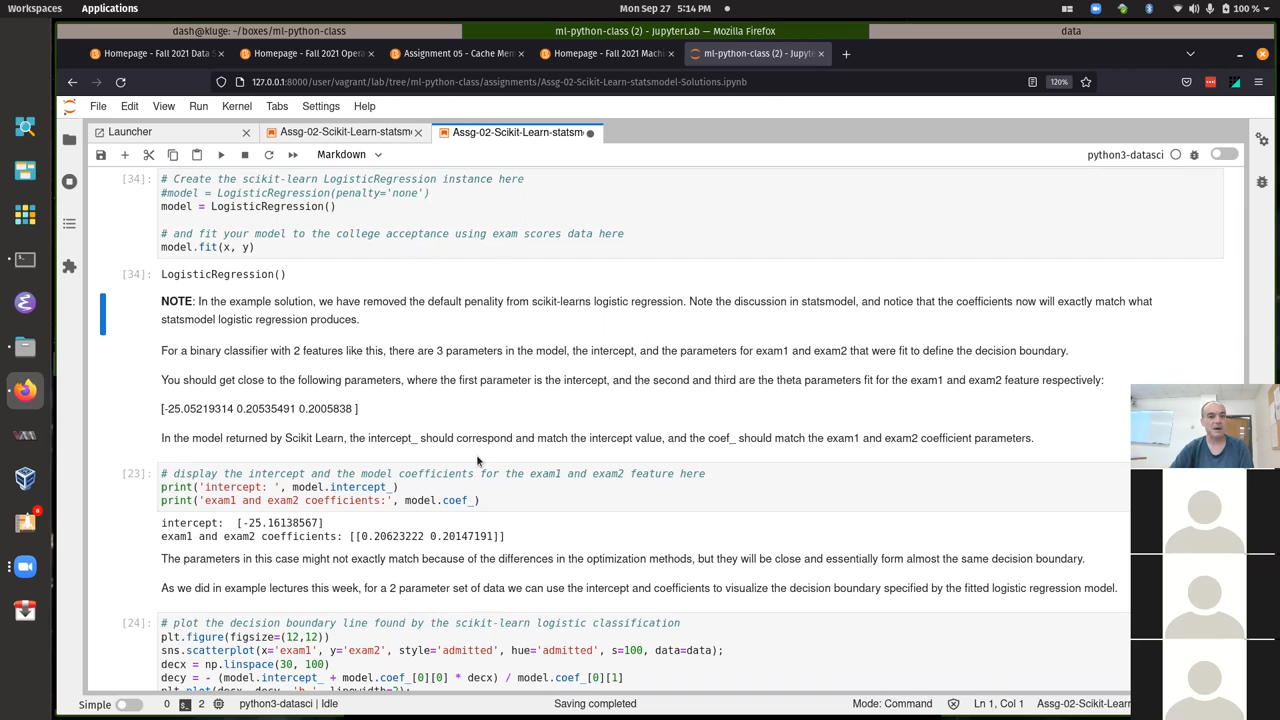 Workspaces Applications Mon Sep 27 5:14 PM 100 %
dash@kluge: ~/boxes/ml-python-class ml-python-class (2) - JupyterLab — Mozilla Firefox data
Homepage - Fall 2021 Data S Homepage - Fall 2021 Opera Assignment 05 - Cache Mem Homepage - Fall 2021 Machi ml-python-class (2) - Jupyte
127.0.0.1:8000/user/vagrant/lab/tree/ml-python-class/assignments/Assg-02-Scikit-Learn-statsmodel-Solutions.ipynb 120%
File Edit View Run Kernel Tabs Settings Help
Launcher Assg-02-Scikit-Learn-statsm Assg-02-Scikit-Learn-statsm
Markdown python3-datasci
[34]: # Create the scikit-learn LogisticRegression instance here
#model = LogisticRegression(penalty='none')
model = LogisticRegression()
# and fit your model to the college acceptance using exam scores data here
model.fit(x, y)
[34]: LogisticRegression()
NOTE: In the example solution, we have removed the default penality from scikit-learns logistic regression. Note the discussion in statsmodel, and notice that the coefficients now will exactly match what
statsmodel logistic regression produces.
For a binary classifier with 2 features like this, there are 3 parameters in the model, the intercept, and the parameters for exam1 and exam2 that were fit to define the decision boundary.
You should get close to the following parameters, where the first parameter is the intercept, and the second and third are the theta parameters fit for the exam1 and exam2 feature respectively:
[-25.05219314 0.20535491 0.2005838 ]
In the model returned by Scikit Learn, the intercept_ should correspond and match the intercept value, and the coef_ should match the exam1 and exam2 coefficient parameters.
[23]: # display the intercept and the model coefficients for the exam1 and exam2 feature here
print('intercept: ', model.intercept_)
print('exam1 and exam2 coefficients:', model.coef_)
intercept: [-25.16138567]
exam1 and exam2 coefficients: [[0.20623222 0.20147191]]
The parameters in this case might not exactly match because of the differences in the optimization methods, but they will be close and essentially form almost the same decision boundary.
As we did in example lectures this week, for a 2 parameter set of data we can use the intercept and coefficients to visualize the decision boundary specified by the fitted logistic regression model.
[24]: # plot the decision boundary line found by the scikit-learn logistic classification
plt.figure(figsize=(12,12))
sns.scatterplot(x='exam1', y='exam2', style='admitted', hue='admitted', s=100, data=data);
decx = np.linspace(30, 100)
decy = - (model.intercept_ + model.coef_[0][0] * decx) / model.coef_[0][1]
Simple 0 2 python3-datasci | Idle Saving completed Mode: Command Ln 1, Col 1 Assg-02-Scikit-Learn